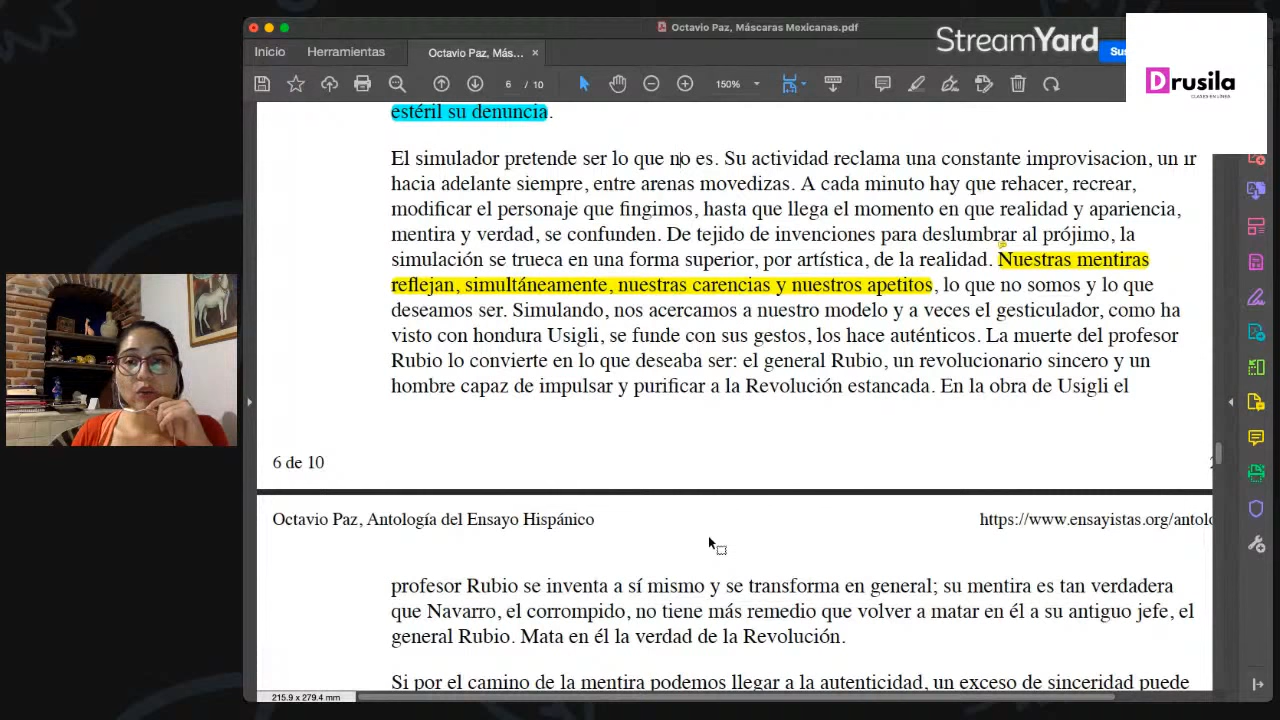 Octavio Paz, Máscaras Mexicanas.pdf
StreamYard
Inicio
Herramientas
Octavio Paz, Más...
Drusila
CLASES EN LÍNEA
6 / 10
150%
estéril su denuncia.
El simulador pretende ser lo que no es. Su actividad reclama una constante improvisación, un ir
hacia adelante siempre, entre arenas movedizas. A cada minuto hay que rehacer, recrear,
modificar el personaje que fingimos, hasta que llega el momento en que realidad y apariencia,
mentira y verdad, se confunden. De tejido de invenciones para deslumbrar al prójimo, la
simulación se trueca en una forma superior, por artística, de la realidad. Nuestras mentiras
reflejan, simultáneamente, nuestras carencias y nuestros apetitos, lo que no somos y lo que
deseamos ser. Simulando, nos acercamos a nuestro modelo y a veces el gesticulador, como ha
visto con hondura Usigli, se funde con sus gestos, los hace auténticos. La muerte del profesor
Rubio lo convierte en lo que deseaba ser: el general Rubio, un revolucionario sincero y un
hombre capaz de impulsar y purificar a la Revolución estancada. En la obra de Usigli el
6 de 10
Octavio Paz, Antología del Ensayo Hispánico
https://www.ensayistas.org/antolo
profesor Rubio se inventa a sí mismo y se transforma en general; su mentira es tan verdadera
que Navarro, el corrompido, no tiene más remedio que volver a matar en él a su antiguo jefe, el
general Rubio. Mata en él la verdad de la Revolución.
Si por el camino de la mentira podemos llegar a la autenticidad, un exceso de sinceridad puede
215.9 x 279.4 mm